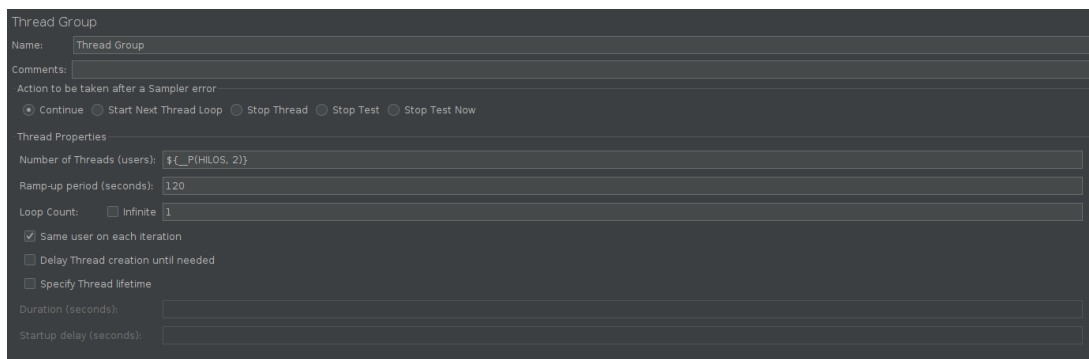 Thread Group
Name: Thread Group
Comments:
Action to be taken after a Sampler error
Continue Start Next Thread Loop Stop Thread Stop Test Stop Test Now
Thread Properties
Number of Threads (users): ${__P(HILOS, 2)}
Ramp-up period (seconds): 120
Loop Count: Infinite 1
Same user on each iteration
Delay Thread creation until needed
Specify Thread lifetime
Duration (seconds):
Startup delay (seconds):